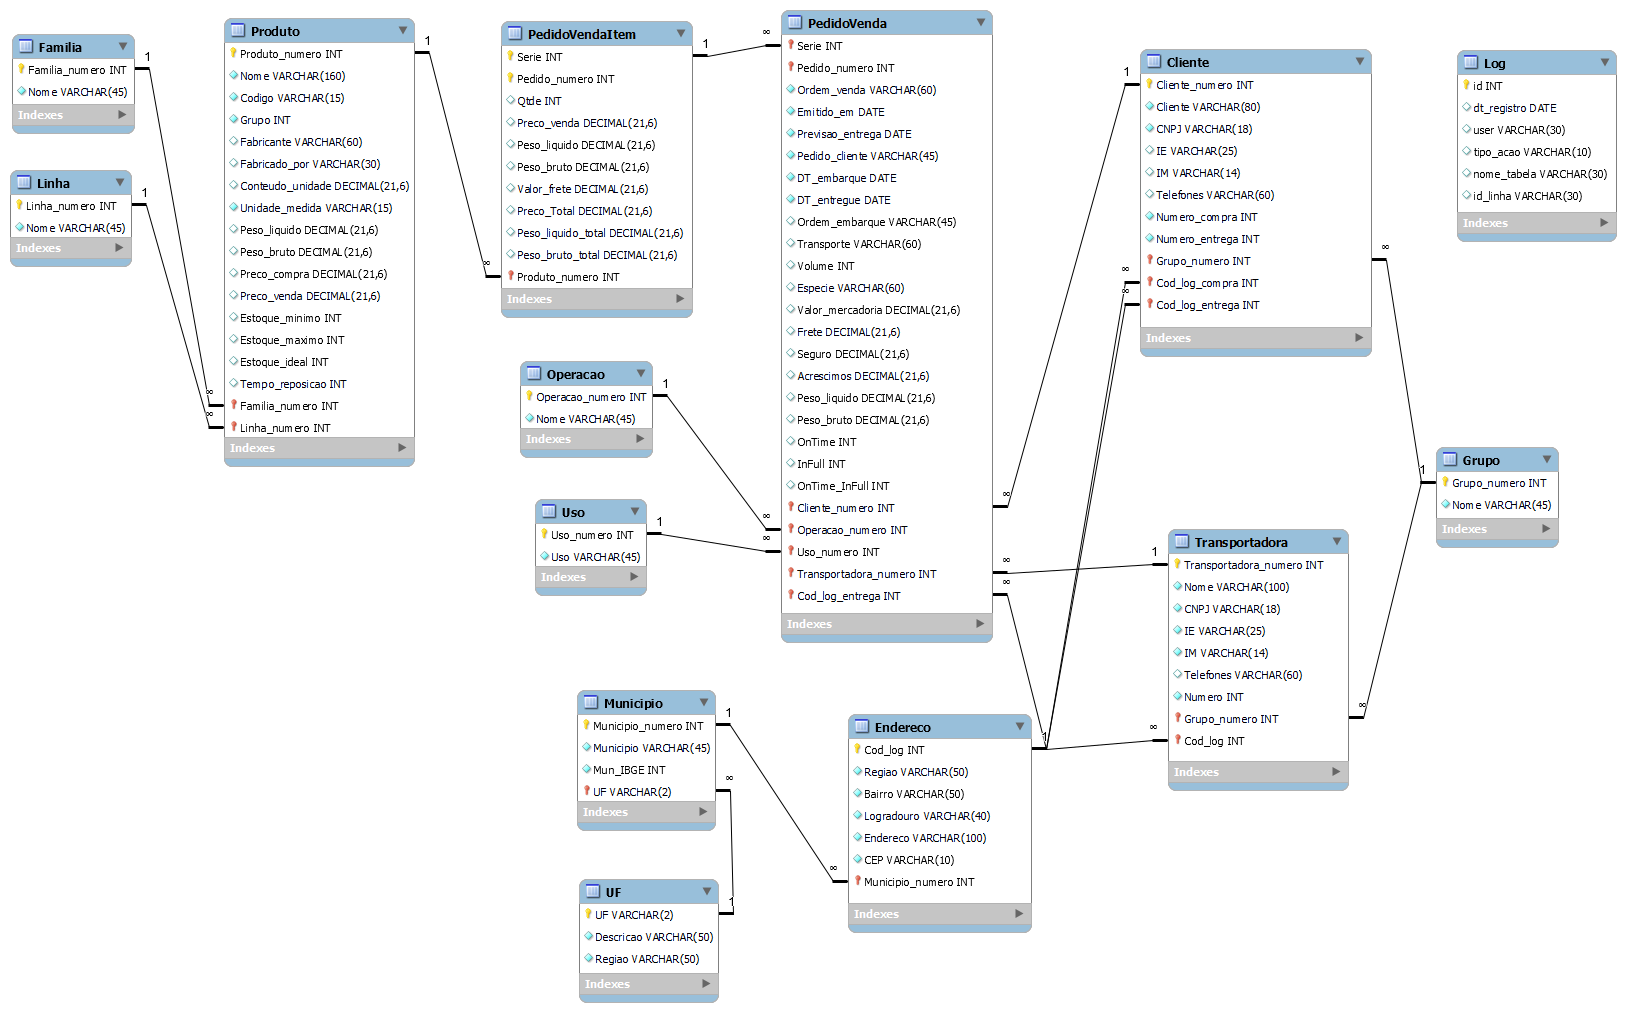 Familia
Familia_numero INT
Nome VARCHAR(45)
Indexes
1
Linha
Linha_numero INT
Nome VARCHAR(45)
Indexes
1
Produto
Produto_numero INT
Nome VARCHAR(160)
Codigo VARCHAR(15)
Grupo INT
Fabricante VARCHAR(60)
Fabricado_por VARCHAR(30)
Conteudo_unidade DECIMAL(21,6)
Unidade_medida VARCHAR(15)
Peso_liquido DECIMAL(21,6)
Peso_bruto DECIMAL(21,6)
Preco_compra DECIMAL(21,6)
Preco_venda DECIMAL(21,6)
Estoque_minimo INT
Estoque_maximo INT
Estoque_ideal INT
Tempo_reposicao INT
∞
Familia_numero INT
∞
Linha_numero INT
Indexes
1
∞
PedidoVendaItem
Serie INT
Pedido_numero INT
Qtde INT
Preco_venda DECIMAL(21,6)
Peso_liquido DECIMAL(21,6)
Peso_bruto DECIMAL(21,6)
Valor_frete DECIMAL(21,6)
Preco_Total DECIMAL(21,6)
Peso_liquido_total DECIMAL(21,6)
Peso_bruto_total DECIMAL(21,6)
Produto_numero INT
Indexes
1
∞
Operacao
Operacao_numero INT
Nome VARCHAR(45)
Indexes
1
∞
Uso
Uso_numero INT
Uso VARCHAR(45)
Indexes
1
∞
PedidoVenda
Serie INT
Pedido_numero INT
Ordem_venda VARCHAR(60)
Emitido_em DATE
Previsao_entrega DATE
Pedido_cliente VARCHAR(45)
DT_embarque DATE
DT_entregue DATE
Ordem_embarque VARCHAR(45)
Transporte VARCHAR(60)
Volume INT
Especie VARCHAR(60)
Valor_mercadoria DECIMAL(21,6)
Frete DECIMAL(21,6)
Seguro DECIMAL(21,6)
Acrescimos DECIMAL(21,6)
Peso_liquido DECIMAL(21,6)
Peso_bruto DECIMAL(21,6)
OnTime INT
InFull INT
OnTime_InFull INT
Cliente_numero INT
Operacao_numero INT
Uso_numero INT
Transportadora_numero INT
Cod_log_entrega INT
Indexes
∞
∞
∞
1
1
Cliente
Cliente_numero INT
Cliente VARCHAR(80)
CNPJ VARCHAR(18)
IE VARCHAR(25)
IM VARCHAR(14)
Telefones VARCHAR(60)
Numero_compra INT
Numero_entrega INT
Grupo_numero INT
∞
Cod_log_compra INT
∞
Cod_log_entrega INT
Indexes
∞
Log
id INT
dt_registro DATE
user VARCHAR(30)
tipo_acao VARCHAR(10)
nome_tabela VARCHAR(30)
id_linha VARCHAR(30)
Indexes
1
Grupo
Grupo_numero INT
Nome VARCHAR(45)
Indexes
Transportadora
Transportadora_numero INT
Nome VARCHAR(100)
CNPJ VARCHAR(18)
IE VARCHAR(25)
IM VARCHAR(14)
Telefones VARCHAR(60)
Numero INT
Grupo_numero INT
Cod_log INT
Indexes
∞
∞
Municipio
Municipio_numero INT
Municipio VARCHAR(45)
Mun_IBGE INT
UF VARCHAR(2)
Indexes
1
∞
UF
UF VARCHAR(2)
Descricao VARCHAR(50)
Regiao VARCHAR(50)
Indexes
1
∞
Endereco
Cod_log INT
Regiao VARCHAR(50)
Bairro VARCHAR(50)
Logradouro VARCHAR(40)
Endereco VARCHAR(100)
CEP VARCHAR(10)
Municipio_numero INT
Indexes
1